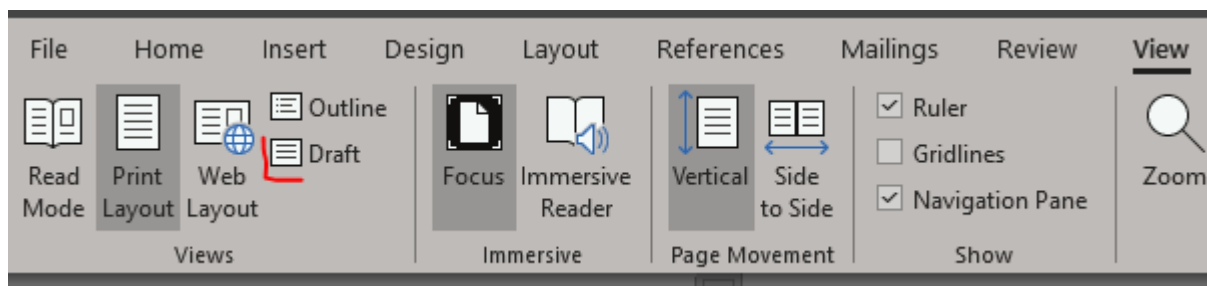 File Home Insert Design Layout References Mailings Review View
Read Mode
Print Layout
Web Layout
Outline
Draft
Views
Focus
Immersive Reader
Immersive
Vertical
Side to Side
Page Movement
Ruler
Gridlines
Navigation Pane
Show
Zoom